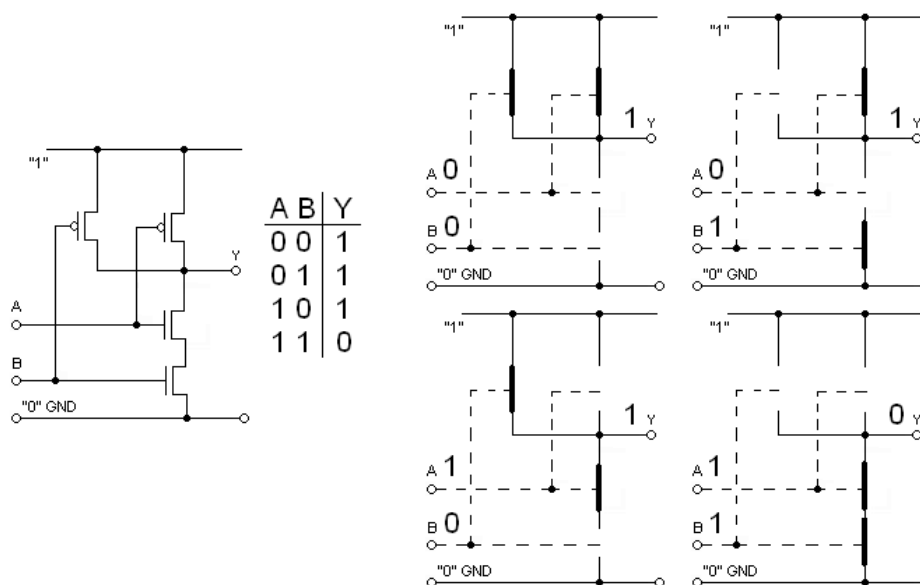 "1"
Y
A
B
"0" GND
A B Y
0 0 1
0 1 1
1 0 1
1 1 0
"1"
1 Y
A 0
B 0
"0" GND
"1"
1 Y
A 0
B 1
"0" GND
"1"
1 Y
A 1
B 0
"0" GND
"1"
0 Y
A 1
B 1
"0" GND